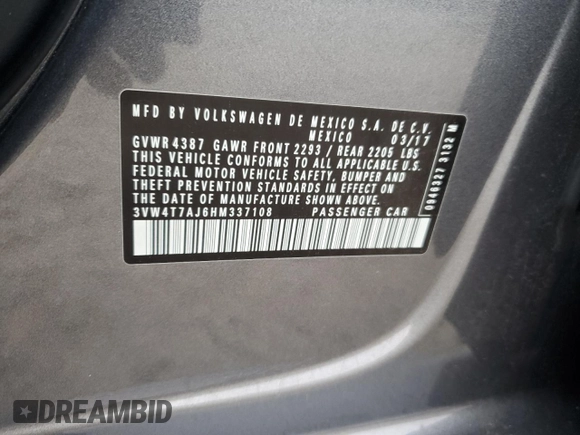 MFD BY VOLKSWAGEN DE MEXICO S.A. DE C.V.
MEXICO 03/17
GVWR 4387 GAWR FRONT 2293 / REAR 2205 LBS
THIS VEHICLE CONFORMS TO ALL APPLICABLE U.S.
FEDERAL MOTOR VEHICLE SAFETY, BUMPER AND
THEFT PREVENTION STANDARDS IN EFFECT ON
THE DATE OF MANUFACTURE SHOWN ABOVE.
3VW4T7AJ6HM337108 PASSENGER CAR
0946327 3132 M
DREAMBID